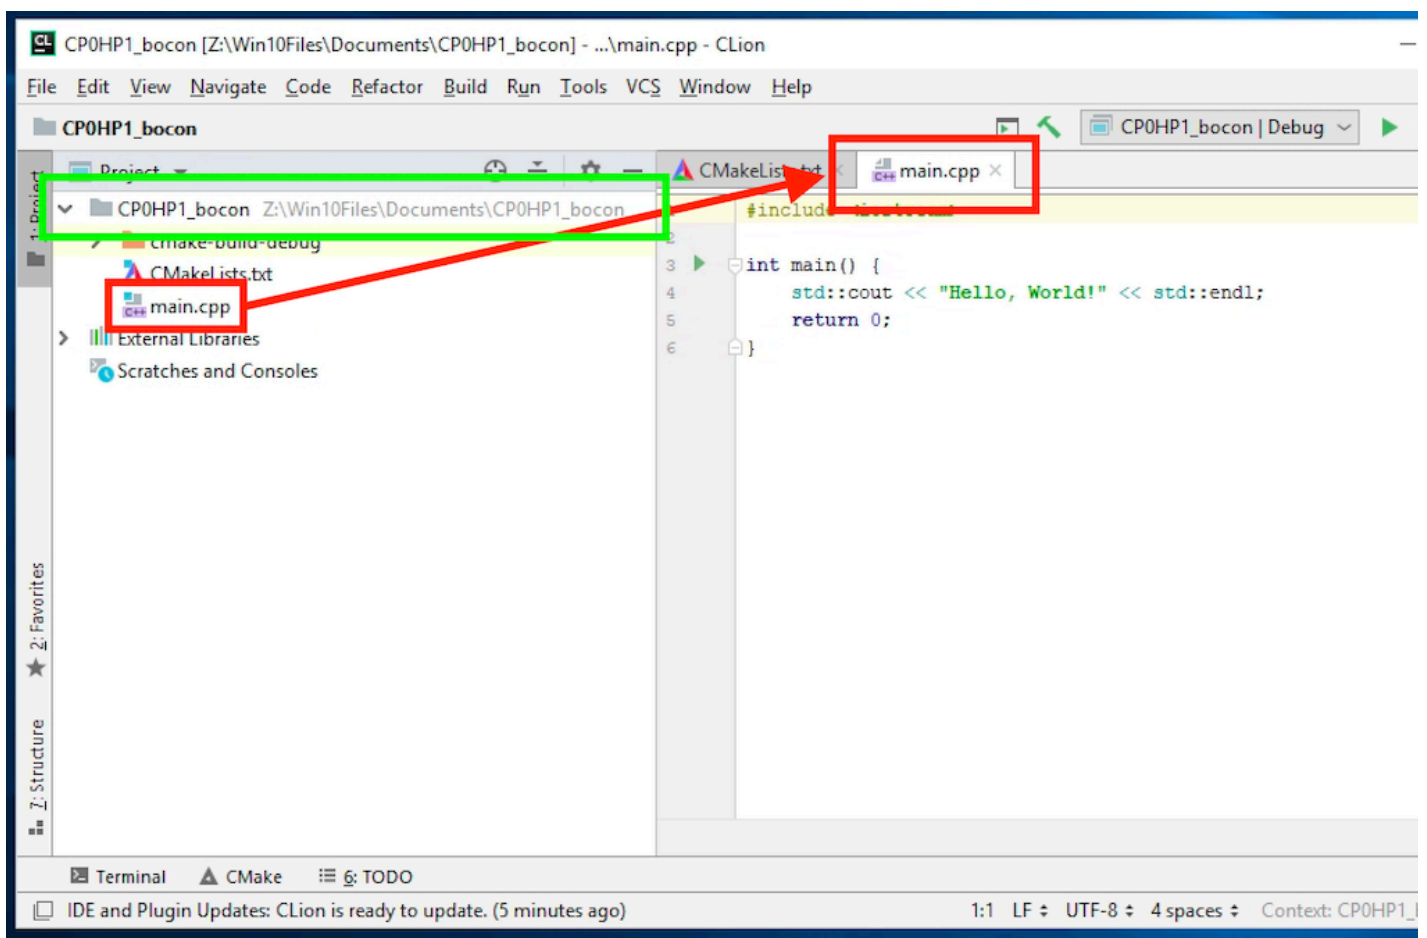 CL CP0HP1_bocon [Z:\Win10Files\Documents\CP0HP1_bocon] - ...\main.cpp - CLion
File Edit View Navigate Code Refactor Build Run Tools VCS Window Help
CP0HP1_bocon
CP0HP1_bocon | Debug
1: Project
Project
CMakeLists.txt
main.cpp
CP0HP1_bocon Z:\Win10Files\Documents\CP0HP1_bocon
cmake-build-debug
CMakeLists.txt
C++ main.cpp
External Libraries
Scratches and Consoles
#include <iostream>
2
3 int main() {
4 std::cout << "Hello, World!" << std::endl;
5 return 0;
6 }
2: Favorites
7: Structure
Terminal CMake 6: TODO
IDE and Plugin Updates: CLion is ready to update. (5 minutes ago)
1:1 LF UTF-8 4 spaces Context: CP0HP1_